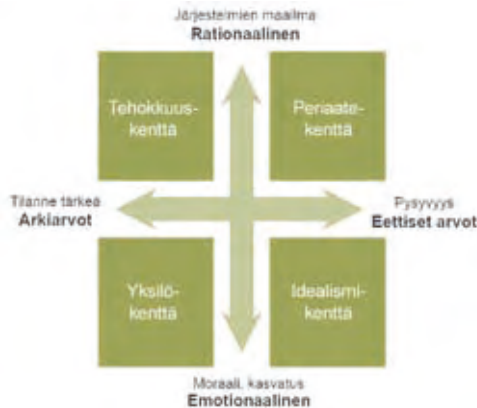 Järjestelmien maailma
Rationaalinen
Tehokkuus-
kenttä
Periaate-
kenttä
Tilanne tärkeä
Arkiarvot
Pysyvyys
Eettiset arvot
Yksilö-
kenttä
Idealismi-
kenttä
Moraali, kasvatus
Emotionaalinen